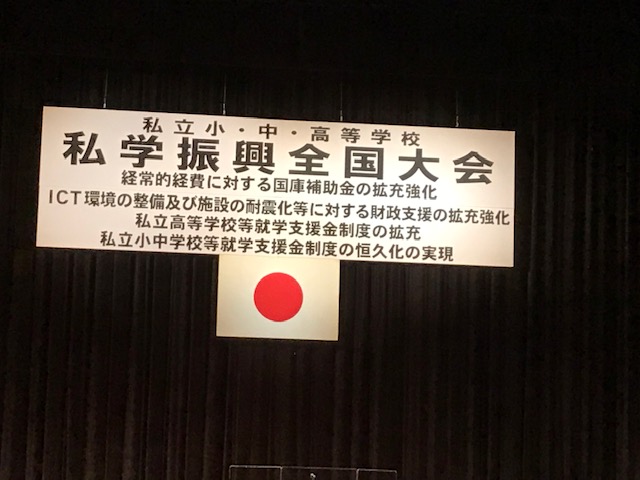 私立小・中・高等学校
私学振興全国大会
経常的経費に対する国庫補助金の拡充強化
ICT環境の整備及び施設の耐震化等に対する財政支援の拡充強化
私立高等学校等就学支援金制度の拡充
私立小中学校等就学支援金制度の恒久化の実現